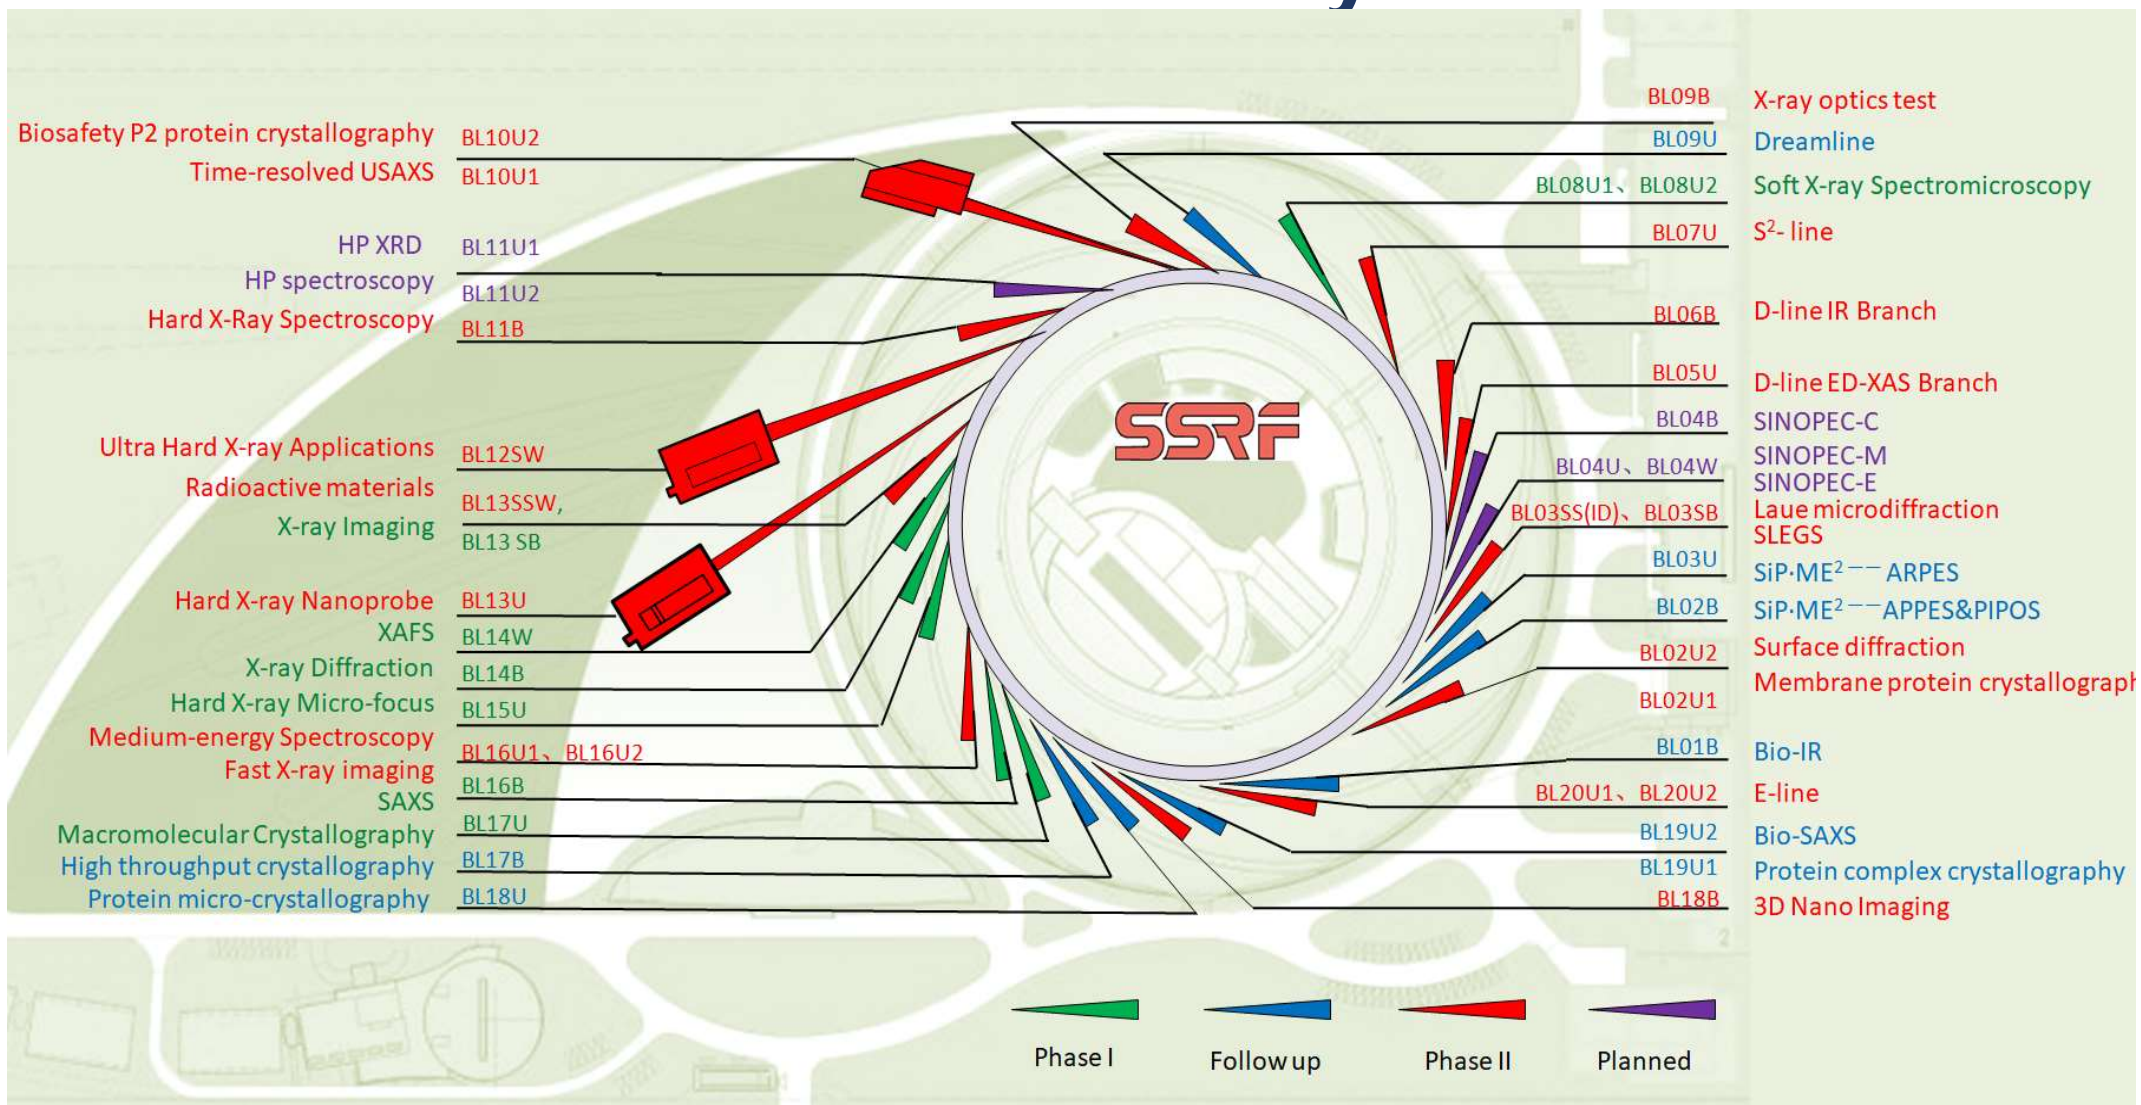 Biosafety P2 protein crystallography BL10U2
Time-resolved USAXS BL10U1
HP XRD BL11U1
HP spectroscopy BL11U2
Hard X-Ray Spectroscopy BL11B
Ultra Hard X-ray Applications BL12SW
Radioactive materials BL13SSW,
X-ray Imaging BL13 SB
Hard X-ray Nanoprobe BL13U
XAFS BL14W
X-ray Diffraction BL14B
Hard X-ray Micro-focus BL15U
Medium-energy Spectroscopy BL16U1、BL16U2
Fast X-ray imaging
SAXS BL16B
Macromolecular Crystallography BL17U
High throughput crystallography BL17B
Protein micro-crystallography BL18U
SSRF
BL09B X-ray optics test
BL09U Dreamline
BL08U1、BL08U2 Soft X-ray Spectromicroscopy
BL07U S²- line
BL06B D-line IR Branch
BL05U D-line ED-XAS Branch
BL04B SINOPEC-C
BL04U、BL04W SINOPEC-M
SINOPEC-E
BL03SS(ID)、BL03SB Laue microdiffraction
SLEGS
BL03U SiP·ME²−− ARPES
BL02B SiP·ME²−−APPES&PIPOS
BL02U2 Surface diffraction
BL02U1 Membrane protein crystallograph
BL01B Bio-IR
BL20U1、BL20U2 E-line
BL19U2 Bio-SAXS
BL19U1 Protein complex crystallography
BL18B 3D Nano Imaging
2
Phase I Follow up Phase II Planned